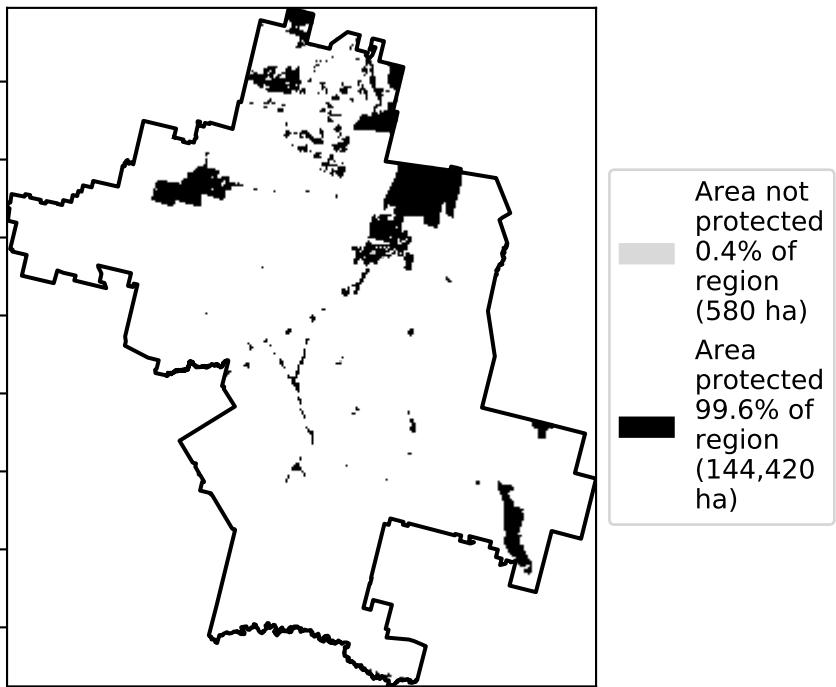 Area not
protected
0.4% of
region
(580 ha)
Area
protected
99.6% of
region
(144,420
ha)